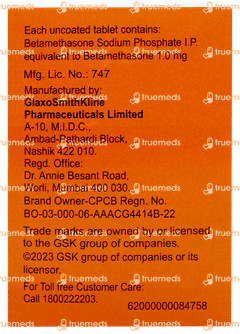 Each uncoated tablet contains:
Betamethasone Sodium Phosphate I.P.
equivalent to Betamethasone 1.0 mg
Mfg. Lic. No.: 747
Manufactured by:
GlaxoSmithKline
Pharmaceuticals Limited
A-10, M.I.D.C.,
Ambad-Pathardi Block,
Nashik 422 010.
Regd. Office:
Dr. Annie Besant Road,
Worli, Mumbai 400 030.
Brand Owner-CPCB Regn. No.
BO-03-000-06-AAACG4414B-22
Trade marks are owned by or licensed
to the GSK group of companies.
©2023 GSK group of companies or its
licensor.
For Toll free Customer Care:
Call 1800222203.
62000000084758
truemeds